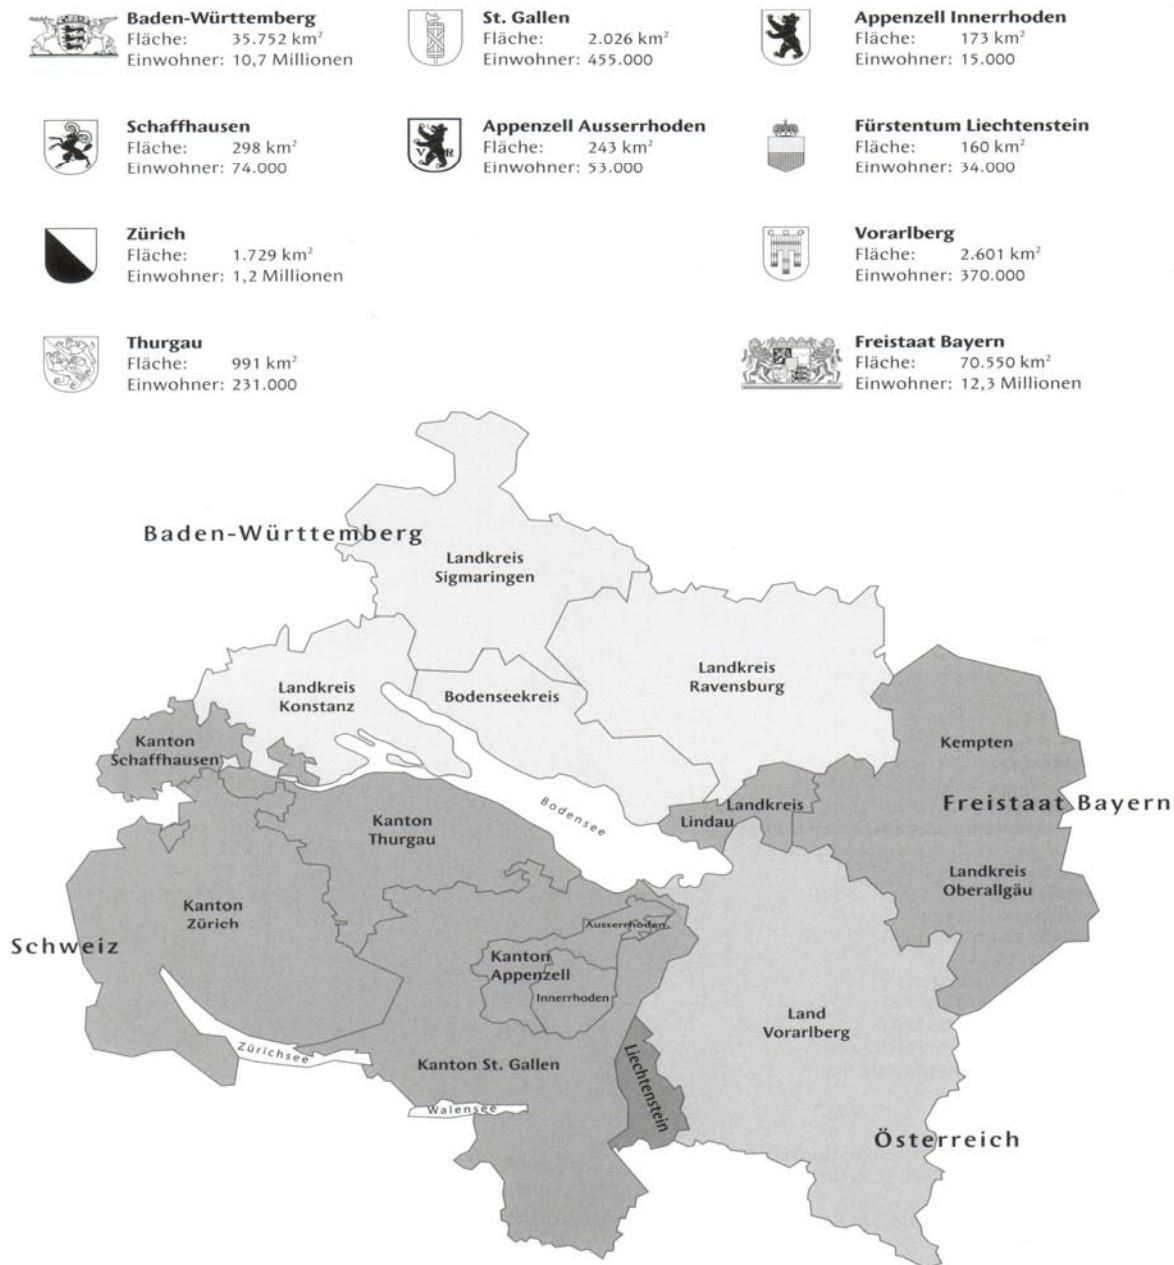 Baden-Württemberg
Fläche: 35.752 km²
Einwohner: 10,7 Millionen
St. Gallen
Fläche: 2.026 km²
Einwohner: 455.000
Appenzell Innerrhoden
Fläche: 173 km²
Einwohner: 15.000
Schaffhausen
Fläche: 298 km²
Einwohner: 74.000
Appenzell Ausserrhoden
Fläche: 243 km²
Einwohner: 53.000
Fürstentum Liechtenstein
Fläche: 160 km²
Einwohner: 34.000
Zürich
Fläche: 1.729 km²
Einwohner: 1,2 Millionen
Vorarlberg
Fläche: 2.601 km²
Einwohner: 370.000
Thurgau
Fläche: 991 km²
Einwohner: 231.000
Freistaat Bayern
Fläche: 70.550 km²
Einwohner: 12,3 Millionen
V R
Baden-Württemberg
Landkreis
Sigmaringen
Landkreis
Ravensburg
Landkreis
Konstanz
Bodenseekreis
Kanton
Schaffhausen
Kempten
Freistaat Bayern
Bodensee
Landkreis
Lindau
Kanton
Thurgau
Landkreis
Oberallgäu
Kanton
Zürich
Schweiz
Ausserrhoden
Kanton
Appenzell
Innerrhoden
Land
Vorarlberg
Zürichsee
Kanton St. Gallen
Liechtenstein
Walensee
Österreich